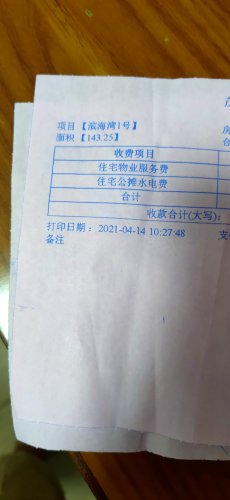 项目【滨海湾1号】
面积【143.25】
收费项目
住宅物业服务费
住宅公摊水电费
合计
收款合计(大写):
打印日期：2021-04-14 10:27:48 支
备注